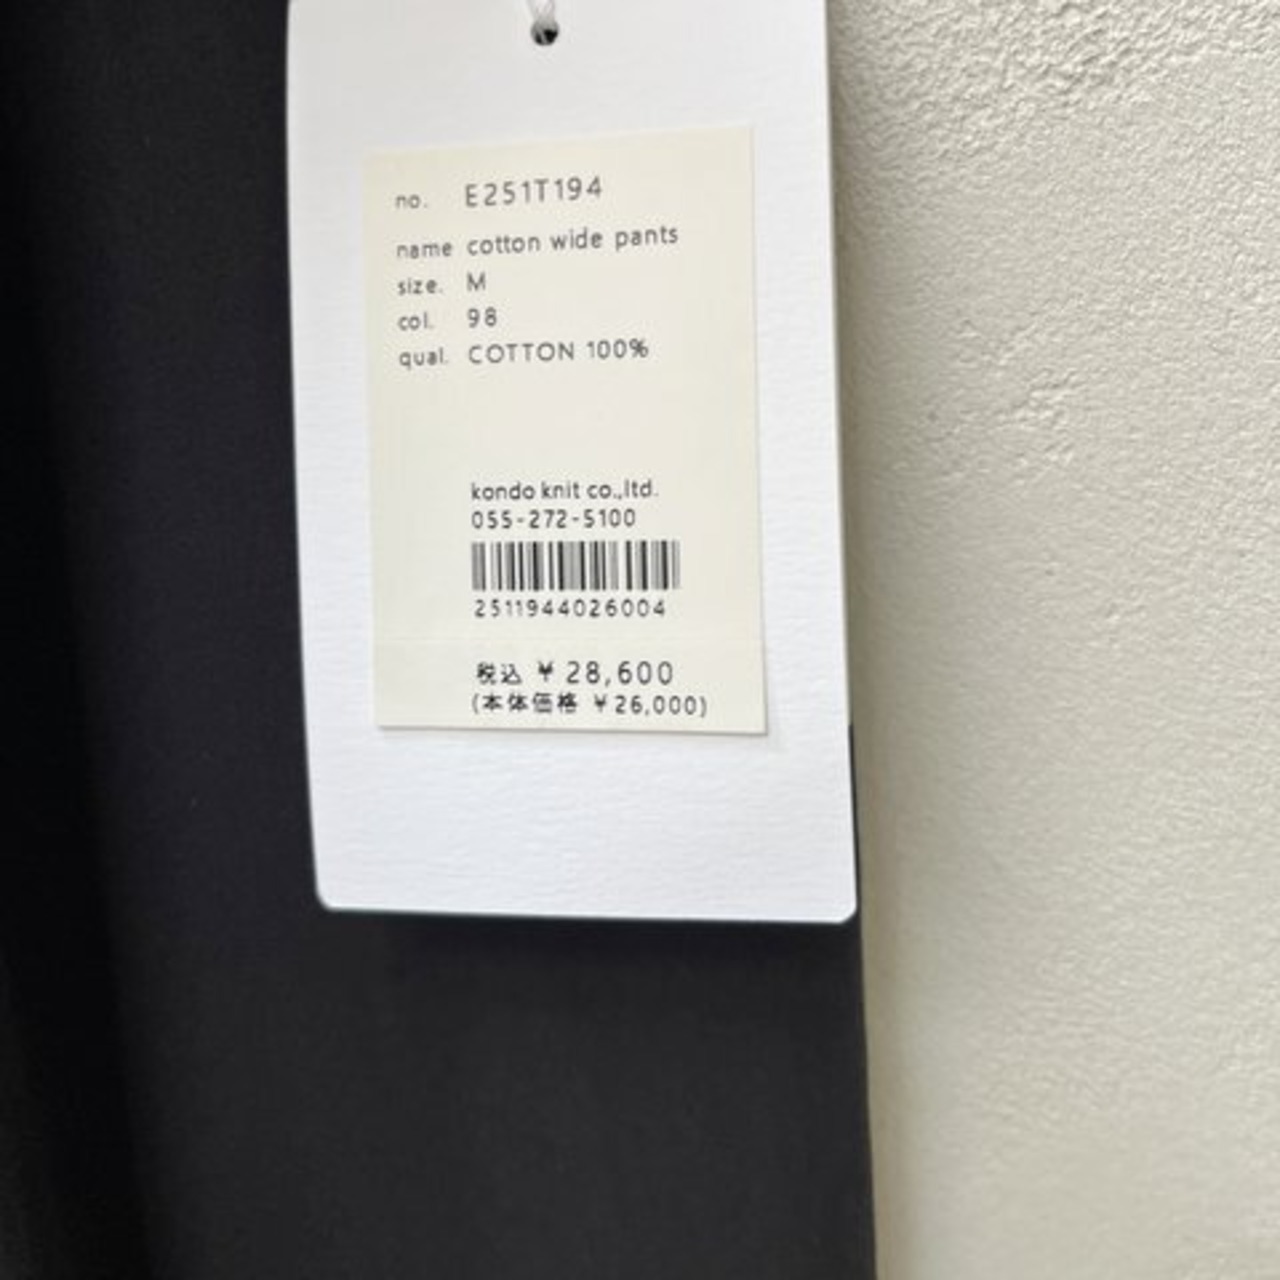 no. E251T194
name cotton wide pants
size. M
col. 98
qual. COTTON 100%
kondo knit co.,ltd.
055-272-5100
2511944026004
税込 ¥ 28,600
(本体価格 ¥26,000)